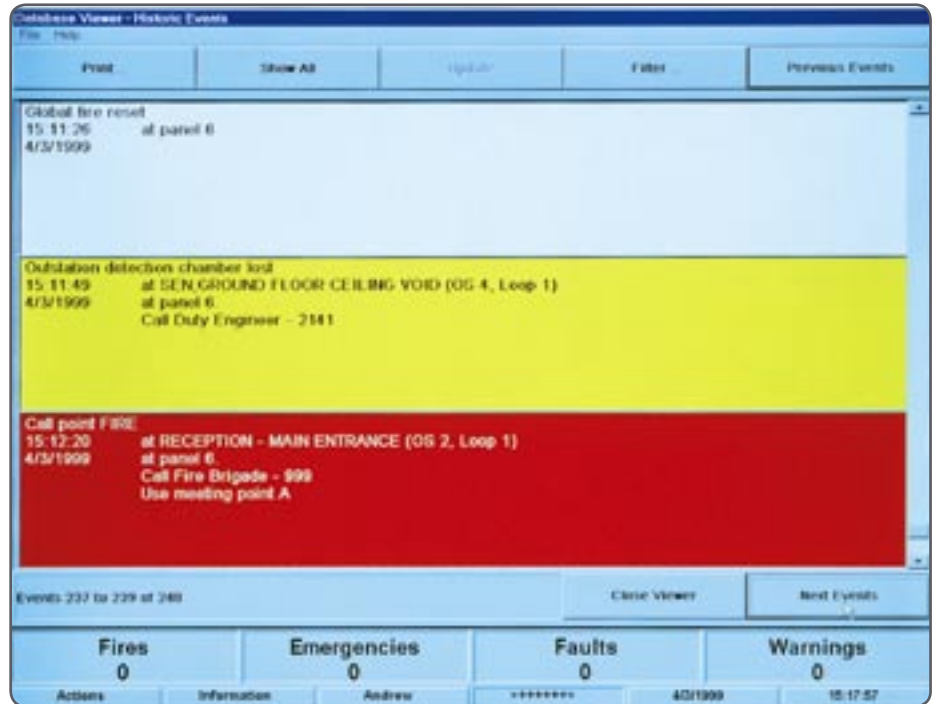 Database Viewer - Historic Events
File Help
Print... Show All Update Filter ... Previous Events
Global fire reset
15:11:26 at panel 6
4/3/1999
Outstation detection chamber lost
15:11:49 at SEN,GROUND FLOOR CEILING VOID (OS 4, Loop 1)
4/3/1999 at panel 6
Call Duty Engineer - 2141
Call point FIRE
15:12:20 at RECEPTION - MAIN ENTRANCE (OS 2, Loop 1)
4/3/1999 at panel 6
Call Fire Brigade - 999
Use meeting point A
Events 237 to 239 of 240
Close Viewer Next Events
Fires Emergencies Faults Warnings
0 0 0 0
Actions Information Andrew ******** 4/3/1999 15:17:57